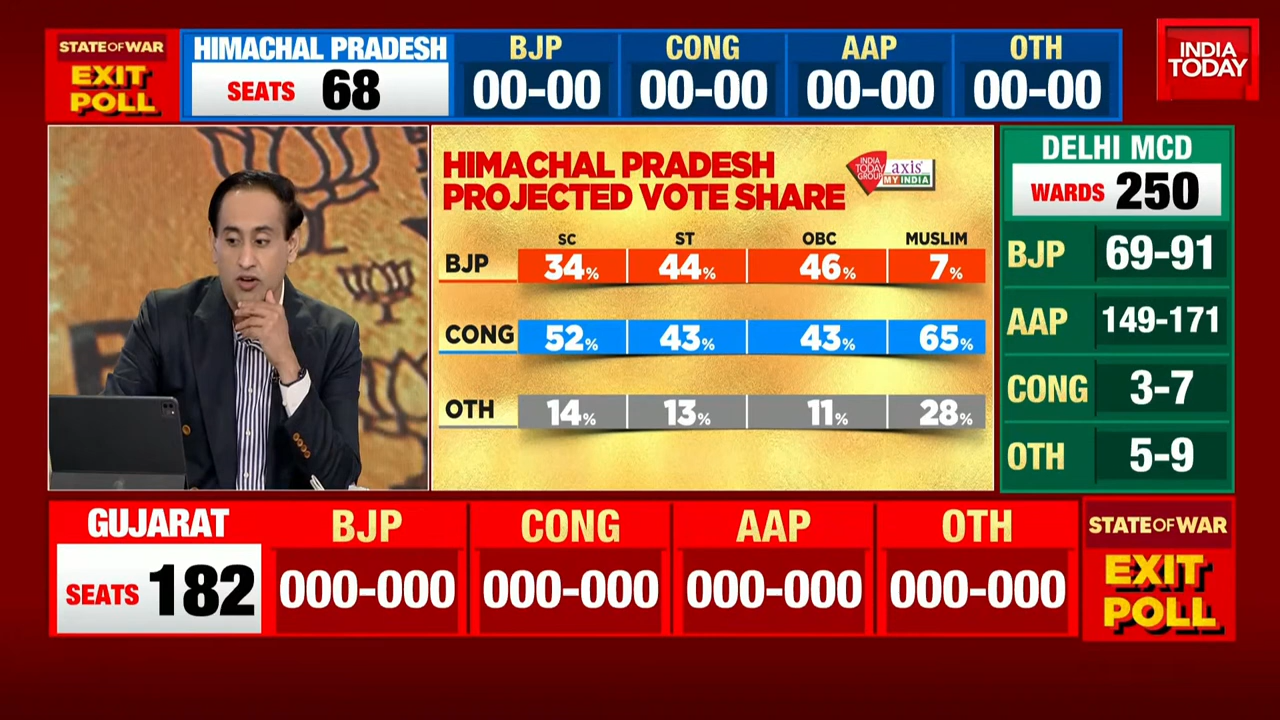 STATE OF WAR
EXIT
POLL
HIMACHAL PRADESH
SEATS 68
BJP CONG AAP OTH
00-00 00-00 00-00 00-00
INDIA
TODAY
HIMACHAL PRADESH
PROJECTED VOTE SHARE
INDIA
TODAY
GROUP
axis
MY INDIA
SC ST OBC MUSLIM
BJP 34% 44% 46% 7%
CONG 52% 43% 43% 65%
OTH 14% 13% 11% 28%
DELHI MCD
WARDS 250
BJP 69-91
AAP 149-171
CONG 3-7
OTH 5-9
GUJARAT
SEATS 182
BJP CONG AAP OTH
000-000 000-000 000-000 000-000
STATE OF WAR
EXIT
POLL